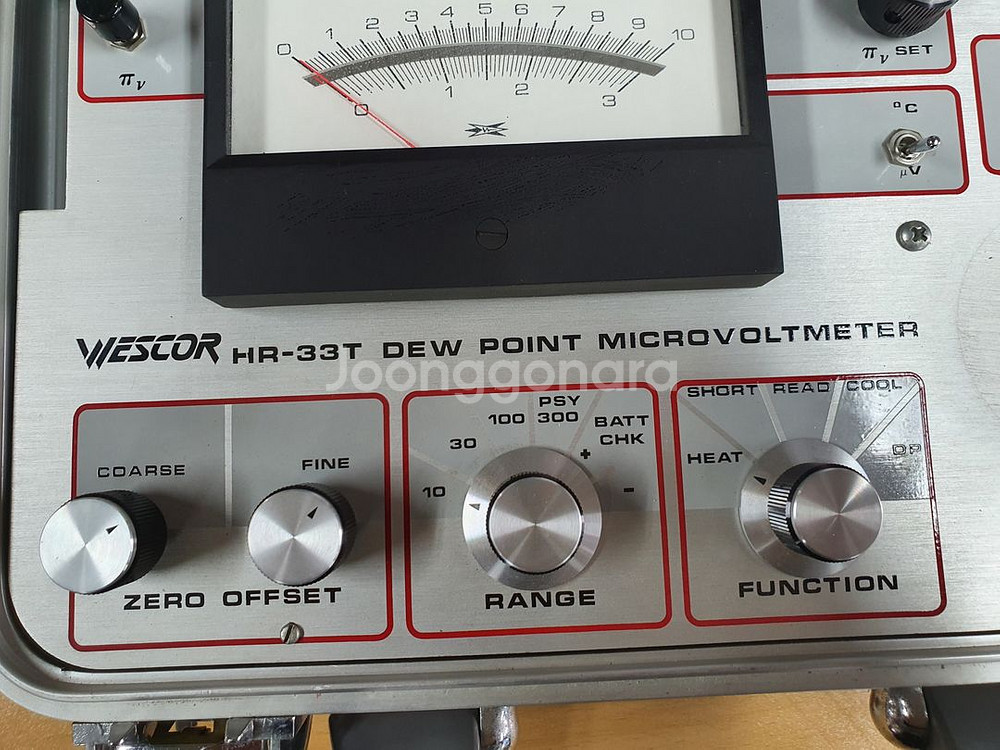 0 1 2 3 4 5 6 7 8 9 10
0 1 2 3
πν
πν SET
°C
µV
WESCOR HR-33T DEW POINT MICROVOLTMETER
Joonggonara
COARSE
FINE
ZERO OFFSET
PSY
10 30 100 300 BATT
CHK
+
-
RANGE
SHORT READ COOL
HEAT
DP
FUNCTION